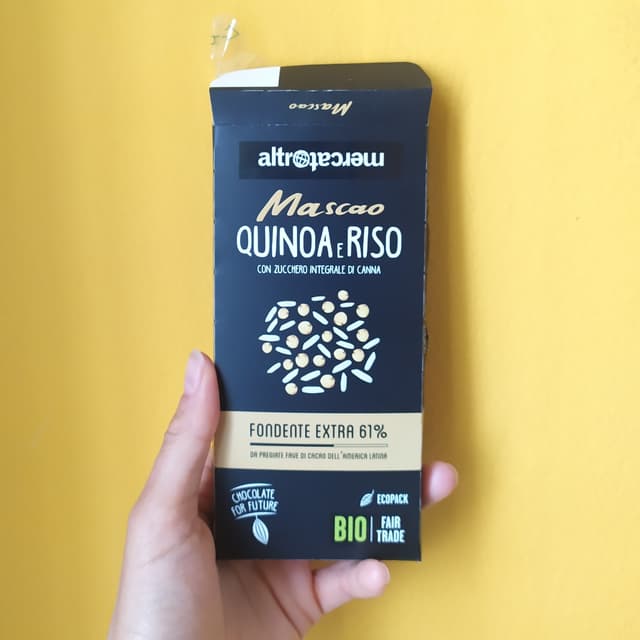 Mascao
altromercato
Mascao
QUINOA E RISO
CON ZUCCHERO INTEGRALE DI CANNA
FONDENTE EXTRA 61%
DA PREGIATE FAVE DI CACAO DELL'AMERICA LATINA
CHOCOLATE
FOR FUTURE
ECOPACK
BIO
FAIR
TRADE